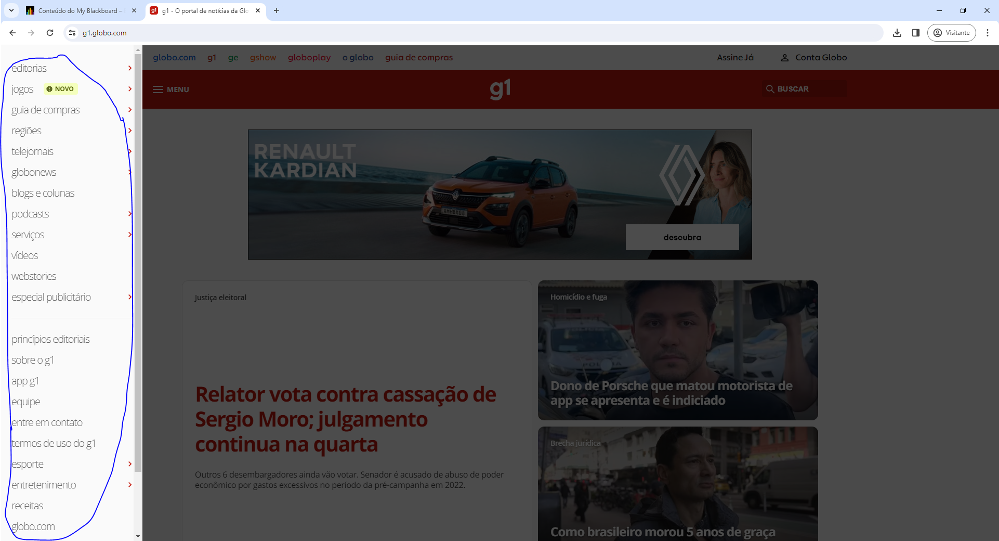 Conteúdo do My Blackboard –
g1 - O portal de notícias da Glo
g1.globo.com
Visitante
editorias
jogos NOVO
guia de compras
regiões
telejornais
globonews
blogs e colunas
podcasts
serviços
vídeos
webstories
especial publicitário
princípios editoriais
sobre o g1
app g1
equipe
entre em contato
termos de uso do g1
esporte
entretenimento
receitas
globo.com
globo.com g1 ge gshow globoplay o globo guia de compras
Assine Já Conta Globo
MENU g1 BUSCAR
RENAULT
KARDIAN
descubra
Justiça eleitoral
Relator vota contra cassação de
Sergio Moro; julgamento
continua na quarta
Outros 6 desembargadores ainda vão votar. Senador é acusado de abuso de poder
econômico por gastos excessivos no período da pré-campanha em 2022.
Homicídio e fuga
Dono de Porsche que matou motorista de
app se apresenta e é indiciado
Brecha jurídica
Como brasileiro morou 5 anos de graça